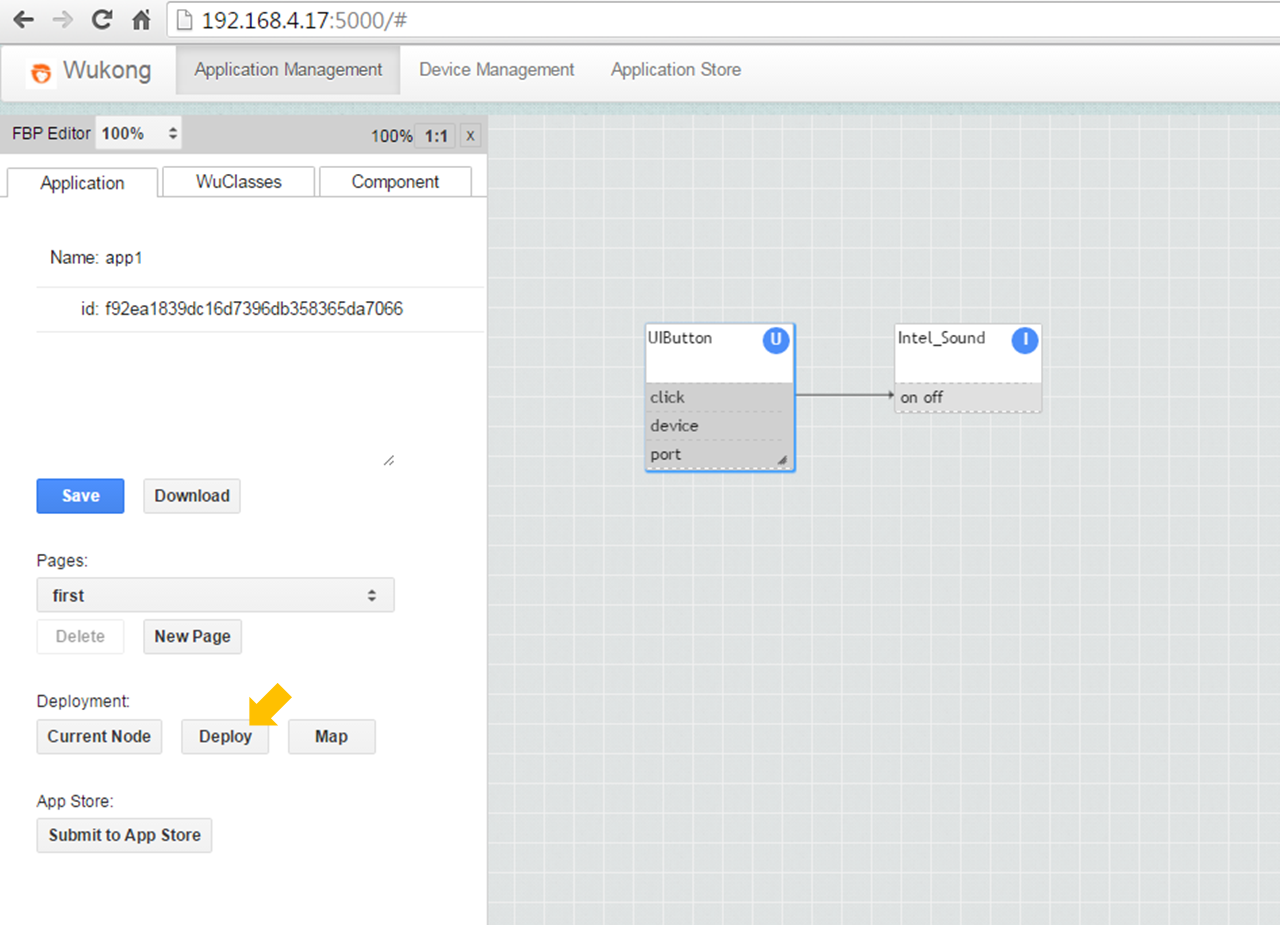 192.168.4.17:5000/#
Wukong Application Management Device Management Application Store
FBP Editor 100% 100% 1:1 x
Application WuClasses Component
Name: app1
id: f92ea1839dc16d7396db358365da7066
UIButton U Intel_Sound I
click on off
device
port
Save Download
Pages:
first
Delete New Page
Deployment:
Current Node Deploy Map
App Store:
Submit to App Store